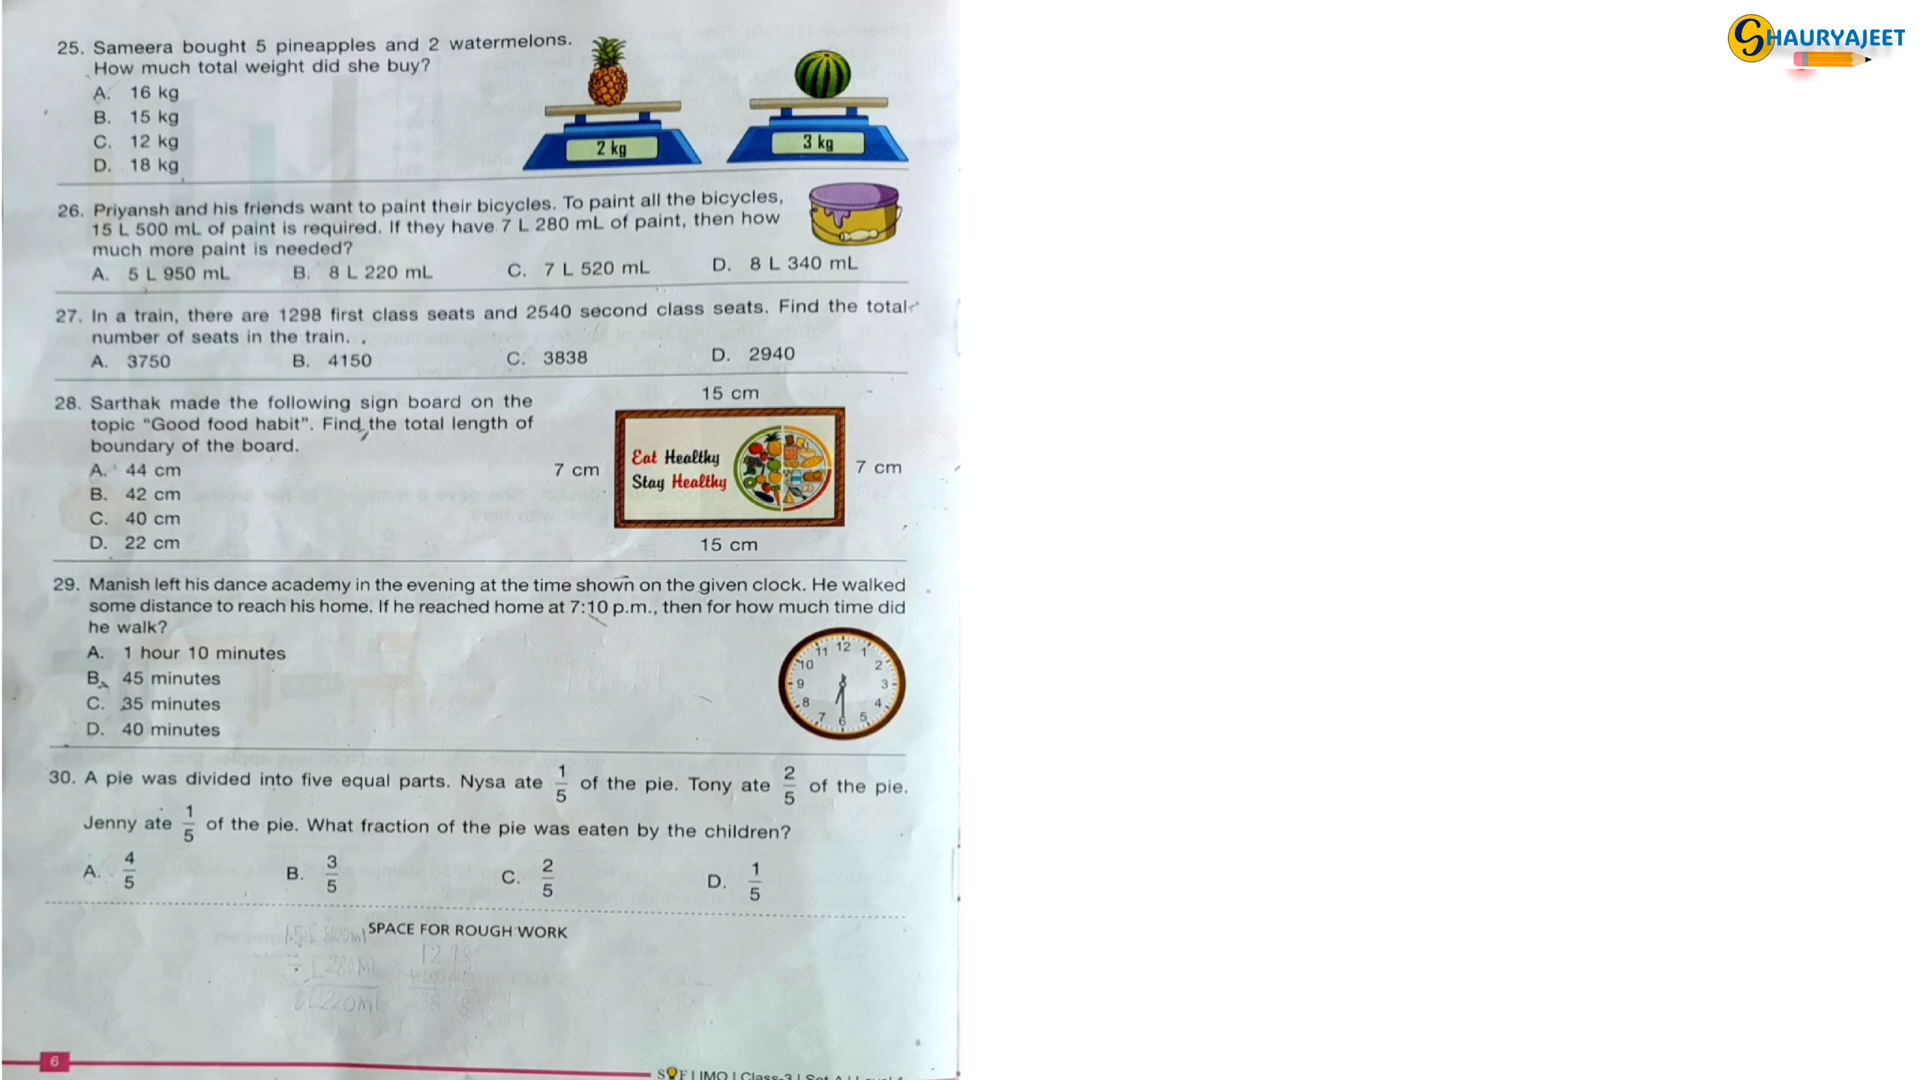 SHAURYAJEET
25. Sameera bought 5 pineapples and 2 watermelons.
How much total weight did she buy?
A. 16 kg
B. 15 kg
C. 12 kg
D. 18 kg
2 kg
3 kg
26. Priyansh and his friends want to paint their bicycles. To paint all the bicycles,
15 L 500 mL of paint is required. If they have 7 L 280 mL of paint, then how
much more paint is needed?
A. 5 L 950 mL B. 8 L 220 mL C. 7 L 520 mL D. 8 L 340 mL
27. In a train, there are 1298 first class seats and 2540 second class seats. Find the total
number of seats in the train.
A. 3750 B. 4150 C. 3838 D. 2940
28. Sarthak made the following sign board on the
topic "Good food habit". Find the total length of
boundary of the board.
A. 44 cm
B. 42 cm
C. 40 cm
D. 22 cm
15 cm
7 cm
Eat Healthy
Stay Healthy
7 cm
15 cm
29. Manish left his dance academy in the evening at the time shown on the given clock. He walked
some distance to reach his home. If he reached home at 7:10 p.m., then for how much time did
he walk?
A. 1 hour 10 minutes
B. 45 minutes
C. 35 minutes
D. 40 minutes
12 1 2 3 4 5 6 7 8 9 10 11
30. A pie was divided into five equal parts. Nysa ate 1/5 of the pie. Tony ate 2/5 of the pie.
Jenny ate 1/5 of the pie. What fraction of the pie was eaten by the children?
A. 4/5 B. 3/5 C. 2/5 D. 1/5
SPACE FOR ROUGH WORK
6
SOF | IMO | Class-3 | Set-A | Level 1